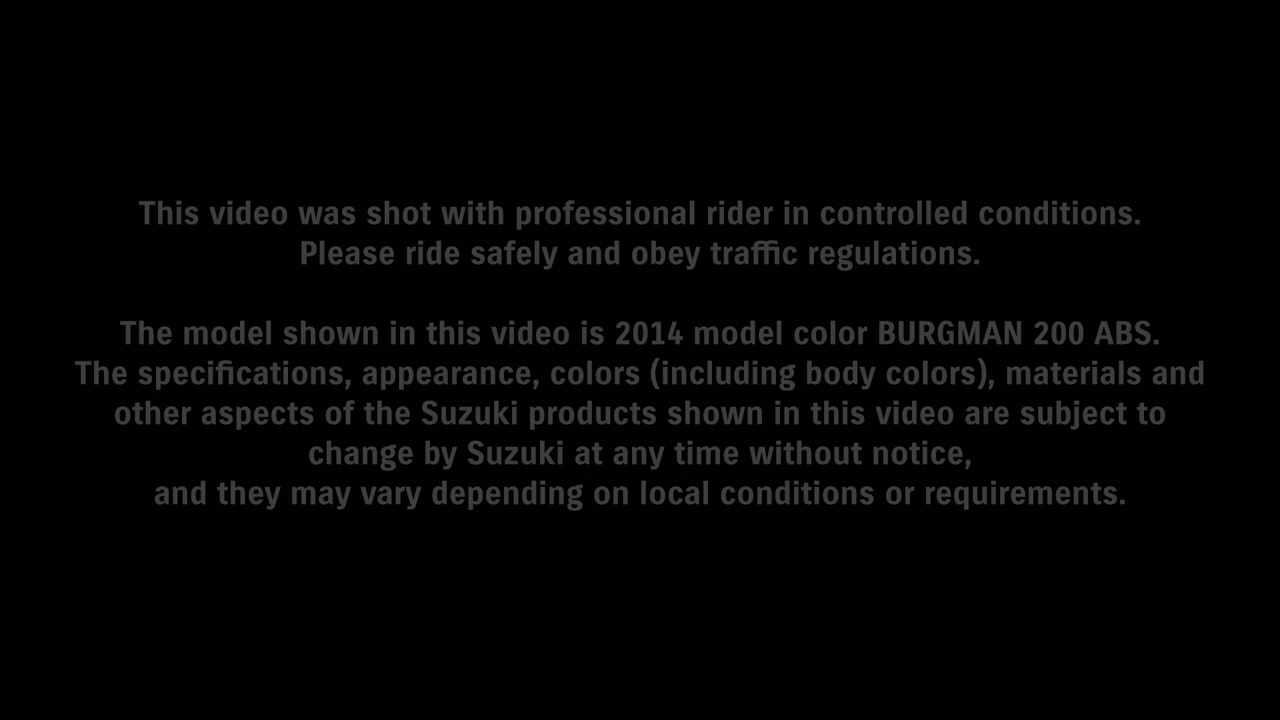 This video was shot with professional rider in controlled conditions.
Please ride safely and obey traffic regulations.
The model shown in this video is 2014 model color BURGMAN 200 ABS.
The specifications, appearance, colors (including body colors), materials and
other aspects of the Suzuki products shown in this video are subject to
change by Suzuki at any time without notice,
and they may vary depending on local conditions or requirements.